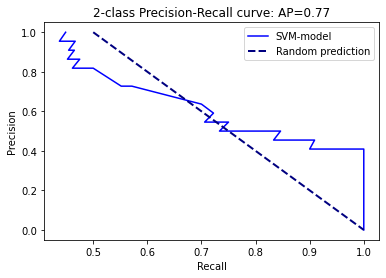 2-class Precision-Recall curve: AP=0.77
SVM-model
Random prediction
Precision
1.0
0.8
0.6
0.4
0.2
0.0
0.5
0.6
0.7
0.8
0.9
1.0
Recall